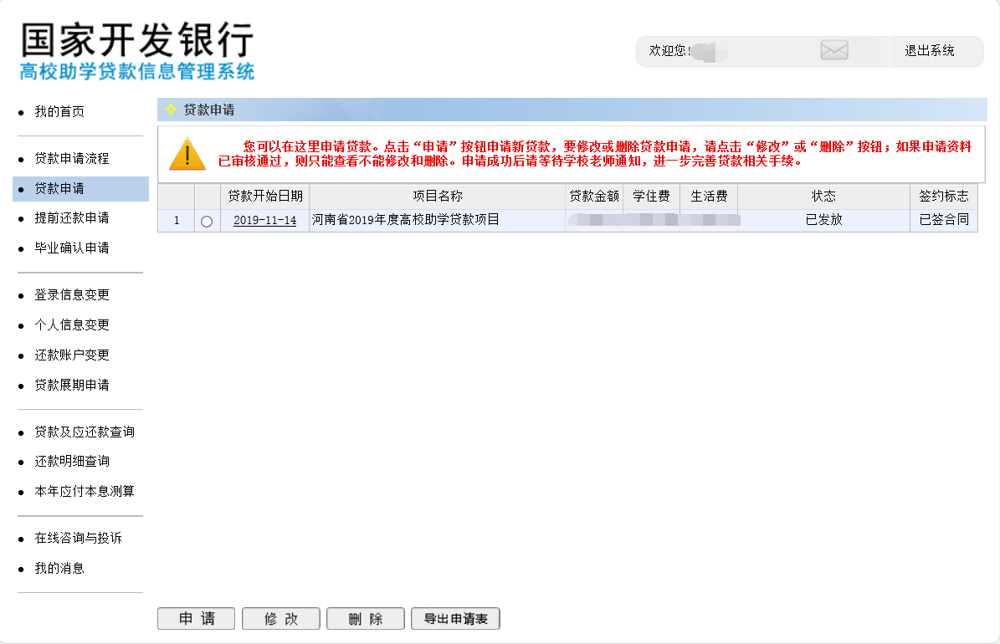 国家开发银行
高校助学贷款信息管理系统
欢迎您!
退出系统
我的首页
贷款申请流程
贷款申请
提前还款申请
毕业确认申请
登录信息变更
个人信息变更
还款账户变更
贷款展期申请
贷款及应还款查询
还款明细查询
本年应付本息测算
在线咨询与投诉
我的消息
贷款申请
您可以在这里申请贷款。点击“申请”按钮申请新贷款，要修改或删除贷款申请，请点击“修改”或“删除”按钮；如果申请资料
已审核通过，则只能查看不能修改和删除。申请成功后请等待学校老师通知，进一步完善贷款相关手续。
贷款开始日期 项目名称 贷款金额 学住费 生活费 状态 签约标志
1 2019-11-14 河南省2019年度高校助学贷款项目 已发放 已签合同
申 请 修 改 删 除 导出申请表